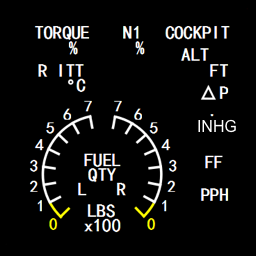 TORQUE N1 COCKPIT
% % ALT
R ITT FT
°C Δ P
INHG
7 7
6 6
5 5
4 4
3 3
2 2
1 1
0 0
FUEL
QTY
L R
LBS
x100
FF
PPH